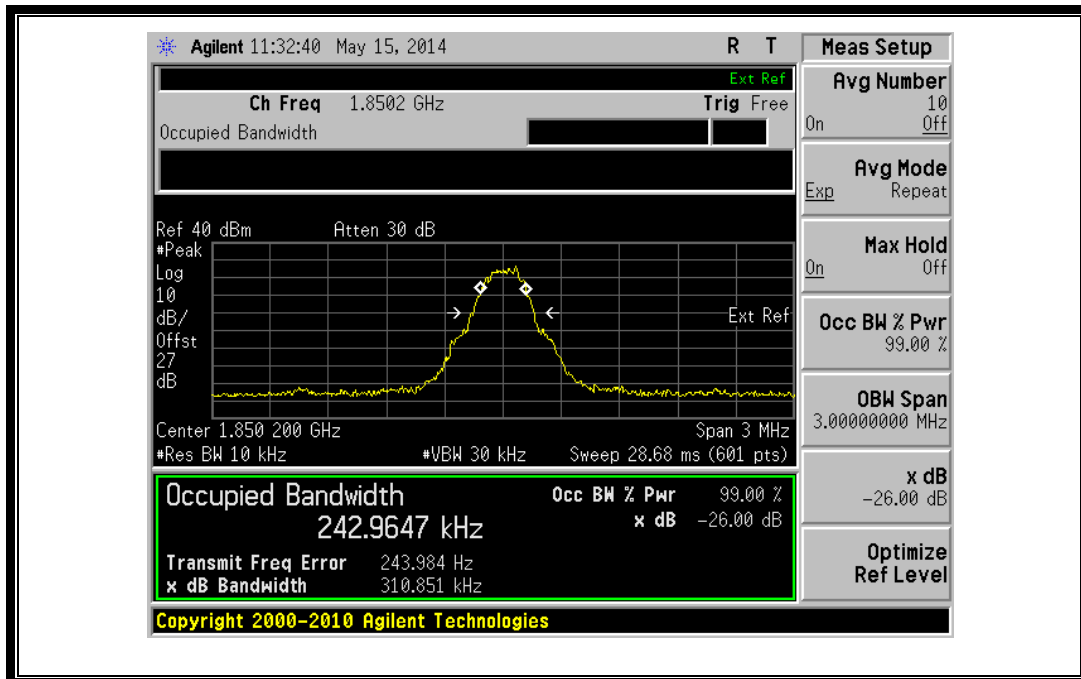 Agilent 11:32:40 May 15, 2014 R T
Ext Ref
Ch Freq 1.8502 GHz Trig Free
Occupied Bandwidth
Ref 40 dBm Atten 30 dB
#Peak
Log
10
dB/
Offst
27
dB
Ext Ref
Center 1.850 200 GHz Span 3 MHz
#Res BW 10 kHz #VBW 30 kHz Sweep 28.68 ms (601 pts)
Occupied Bandwidth Occ BW % Pwr 99.00 %
242.9647 kHz x dB -26.00 dB
Transmit Freq Error 243.984 Hz
x dB Bandwidth 310.851 kHz
Copyright 2000-2010 Agilent Technologies
Meas Setup
Avg Number
10
On Off
Avg Mode
Exp Repeat
Max Hold
On Off
Occ BW % Pwr
99.00 %
OBW Span
3.00000000 MHz
x dB
-26.00 dB
Optimize
Ref Level